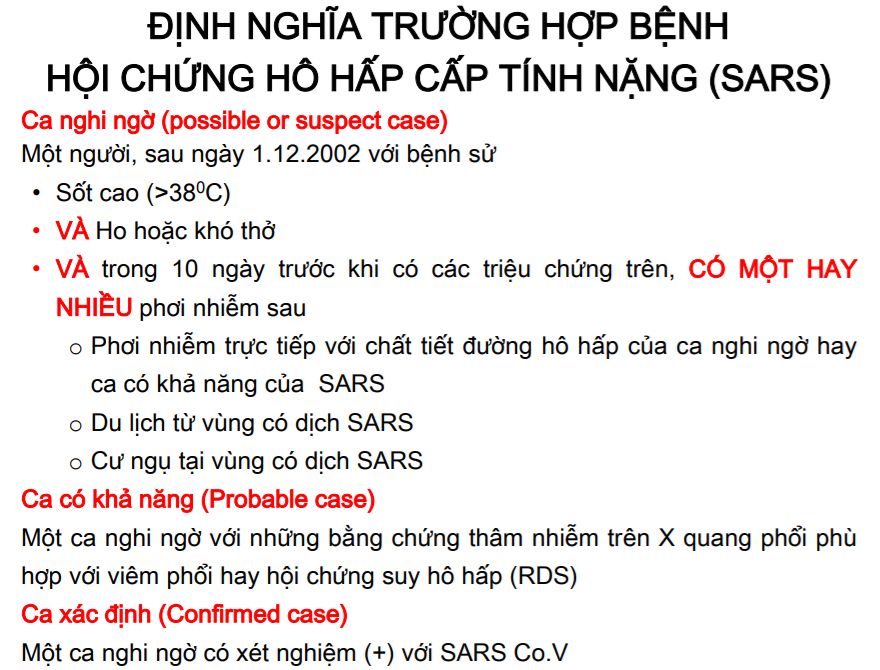 ĐỊNH NGHĨA TRƯỜNG HỢP BỆNH
HỘI CHỨNG HÔ HẤP CẤP TÍNH NẶNG (SARS)
Ca nghi ngờ (possible or suspect case)
Một người, sau ngày 1.12.2002 với bệnh sử
• Sốt cao (>38⁰C)
• VÀ Ho hoặc khó thở
• VÀ trong 10 ngày trước khi có các triệu chứng trên, CÓ MỘT HAY
NHIỀU phơi nhiễm sau
o Phơi nhiễm trực tiếp với chất tiết đường hô hấp của ca nghi ngờ hay
ca có khả năng của SARS
o Du lịch từ vùng có dịch SARS
o Cư ngụ tại vùng có dịch SARS
Ca có khả năng (Probable case)
Một ca nghi ngờ với những bằng chứng thâm nhiễm trên X quang phổi phù
hợp với viêm phổi hay hội chứng suy hô hấp (RDS)
Ca xác định (Confirmed case)
Một ca nghi ngờ có xét nghiệm (+) với SARS Co.V